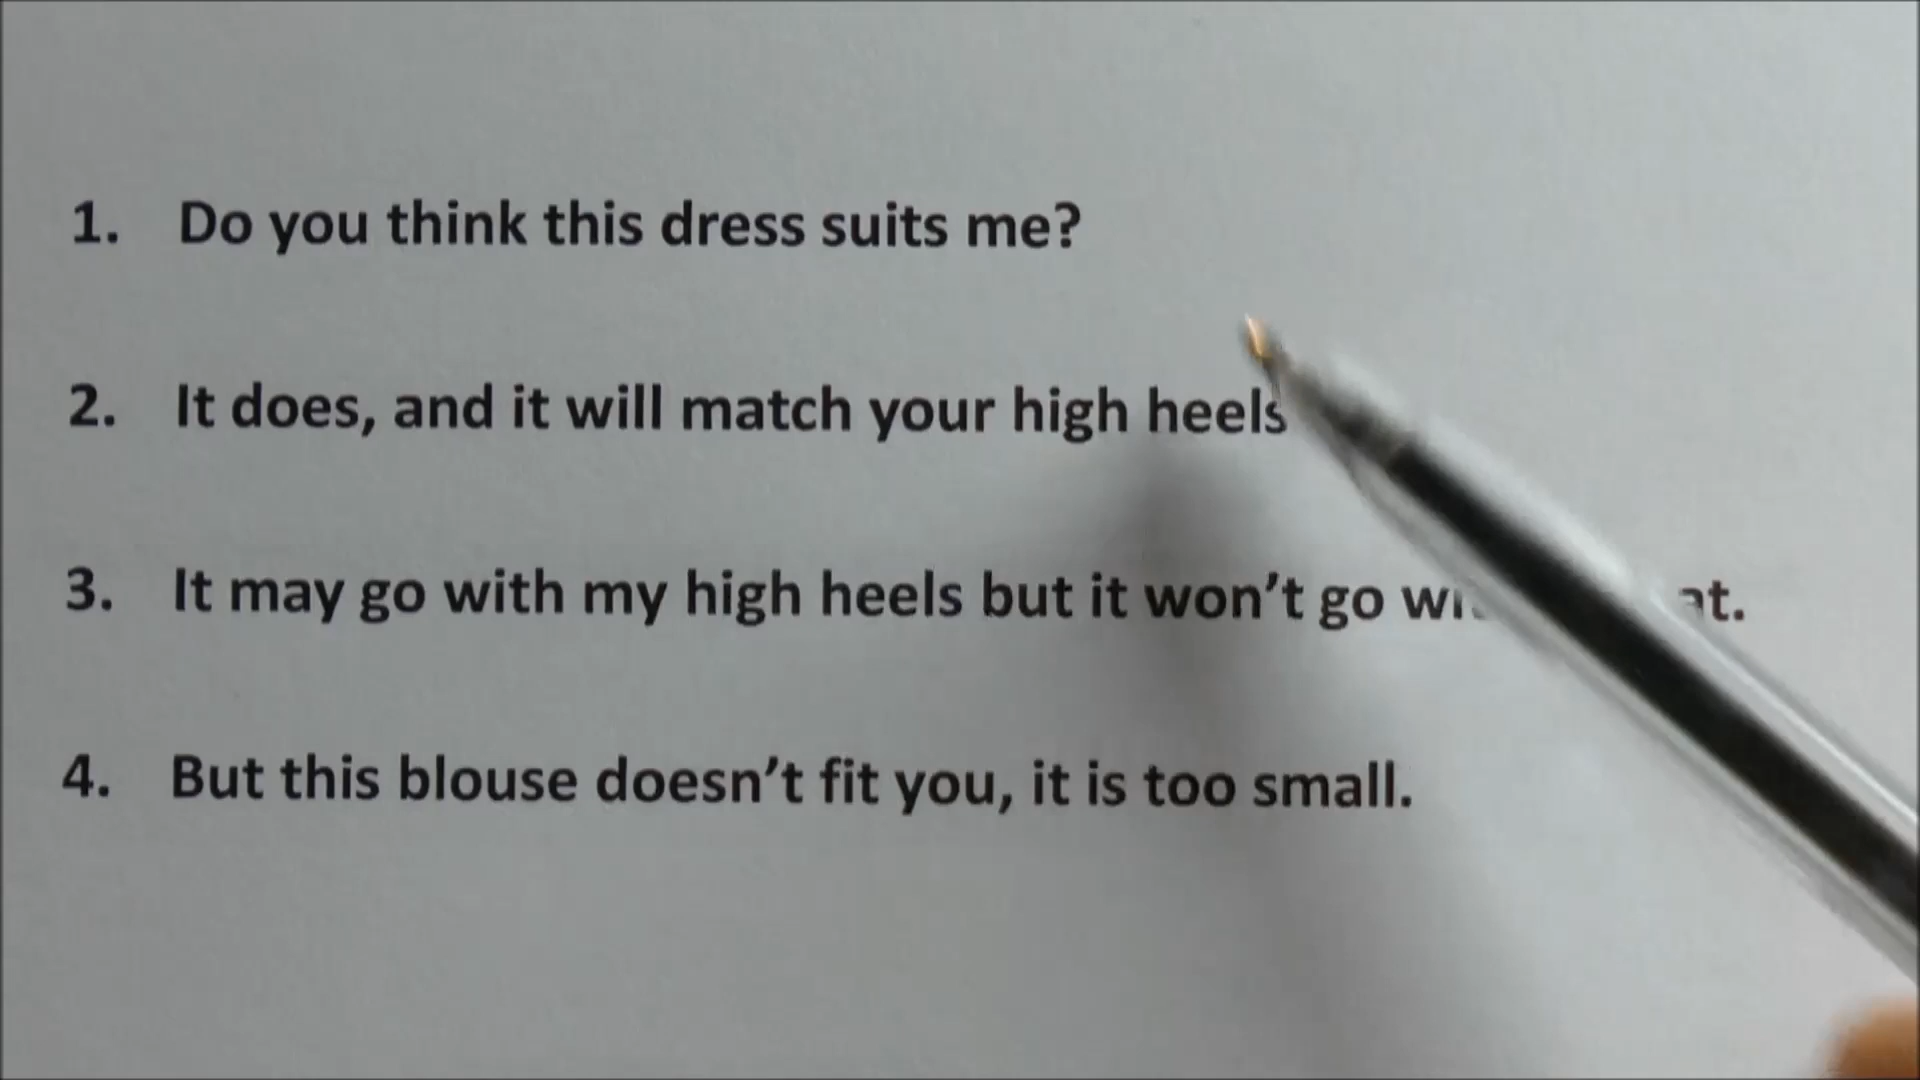 1. Do you think this dress suits me?
2. It does, and it will match your high heels
3. It may go with my high heels but it won't go
4. But this blouse doesn't fit you, it is too small.